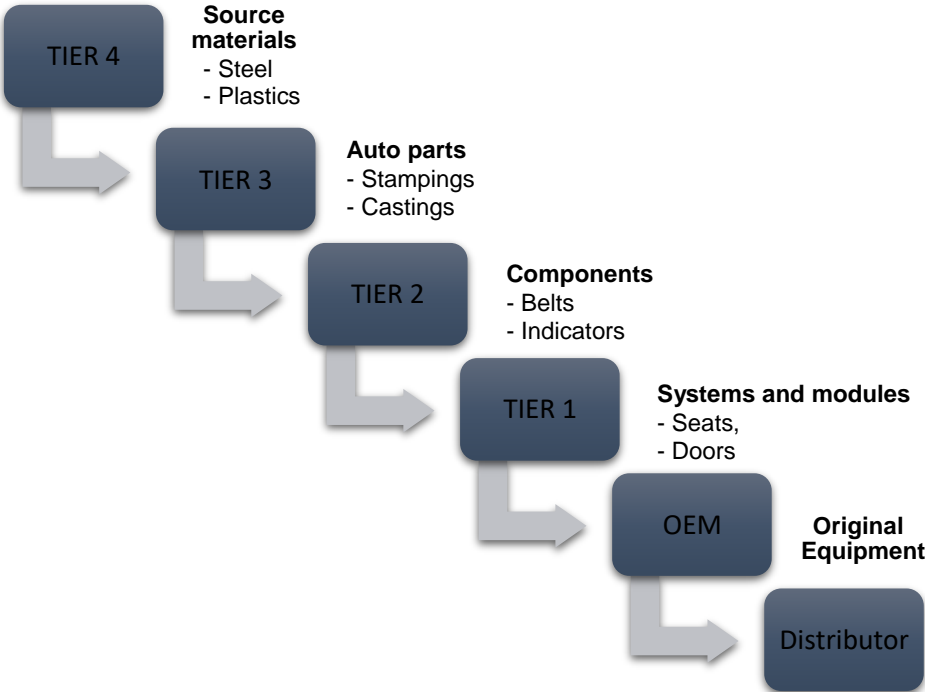 TIER 4
Source
materials
- Steel
- Plastics
TIER 3
Auto parts
- Stampings
- Castings
TIER 2
Components
- Belts
- Indicators
TIER 1
Systems and modules
- Seats,
- Doors
OEM
Original
Equipment
Distributor